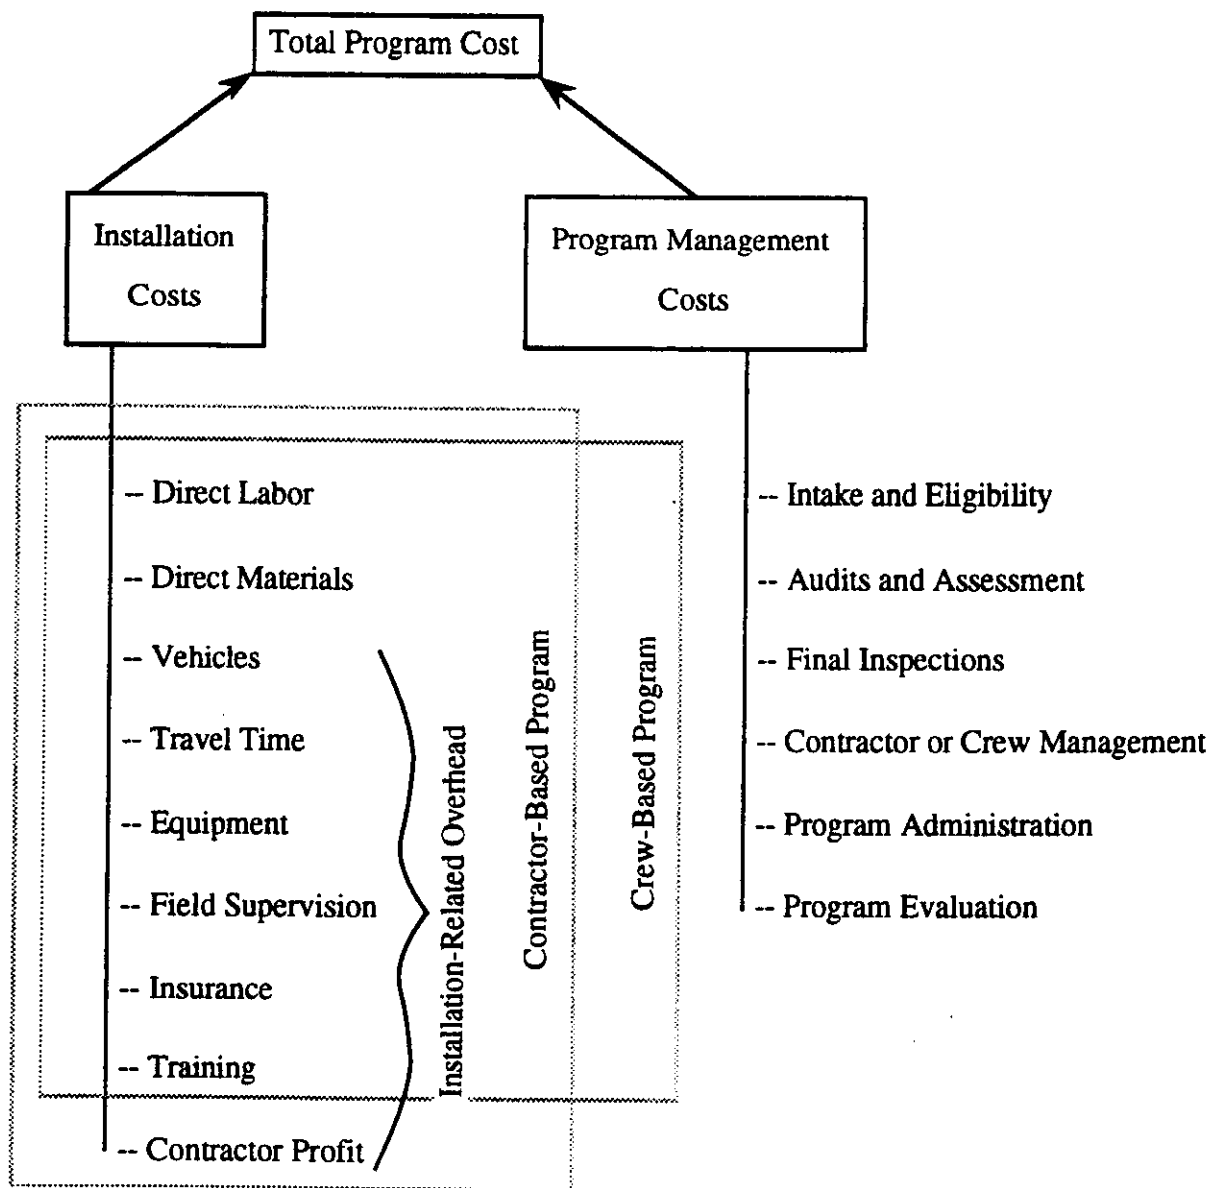 Total Program Cost
Installation
Costs
Program Management
Costs
-- Direct Labor
-- Direct Materials
-- Vehicles
-- Travel Time
-- Equipment
-- Field Supervision
-- Insurance
-- Training
-- Contractor Profit
Installation-Related Overhead
Contractor-Based Program
Crew-Based Program
-- Intake and Eligibility
-- Audits and Assessment
-- Final Inspections
-- Contractor or Crew Management
-- Program Administration
-- Program Evaluation